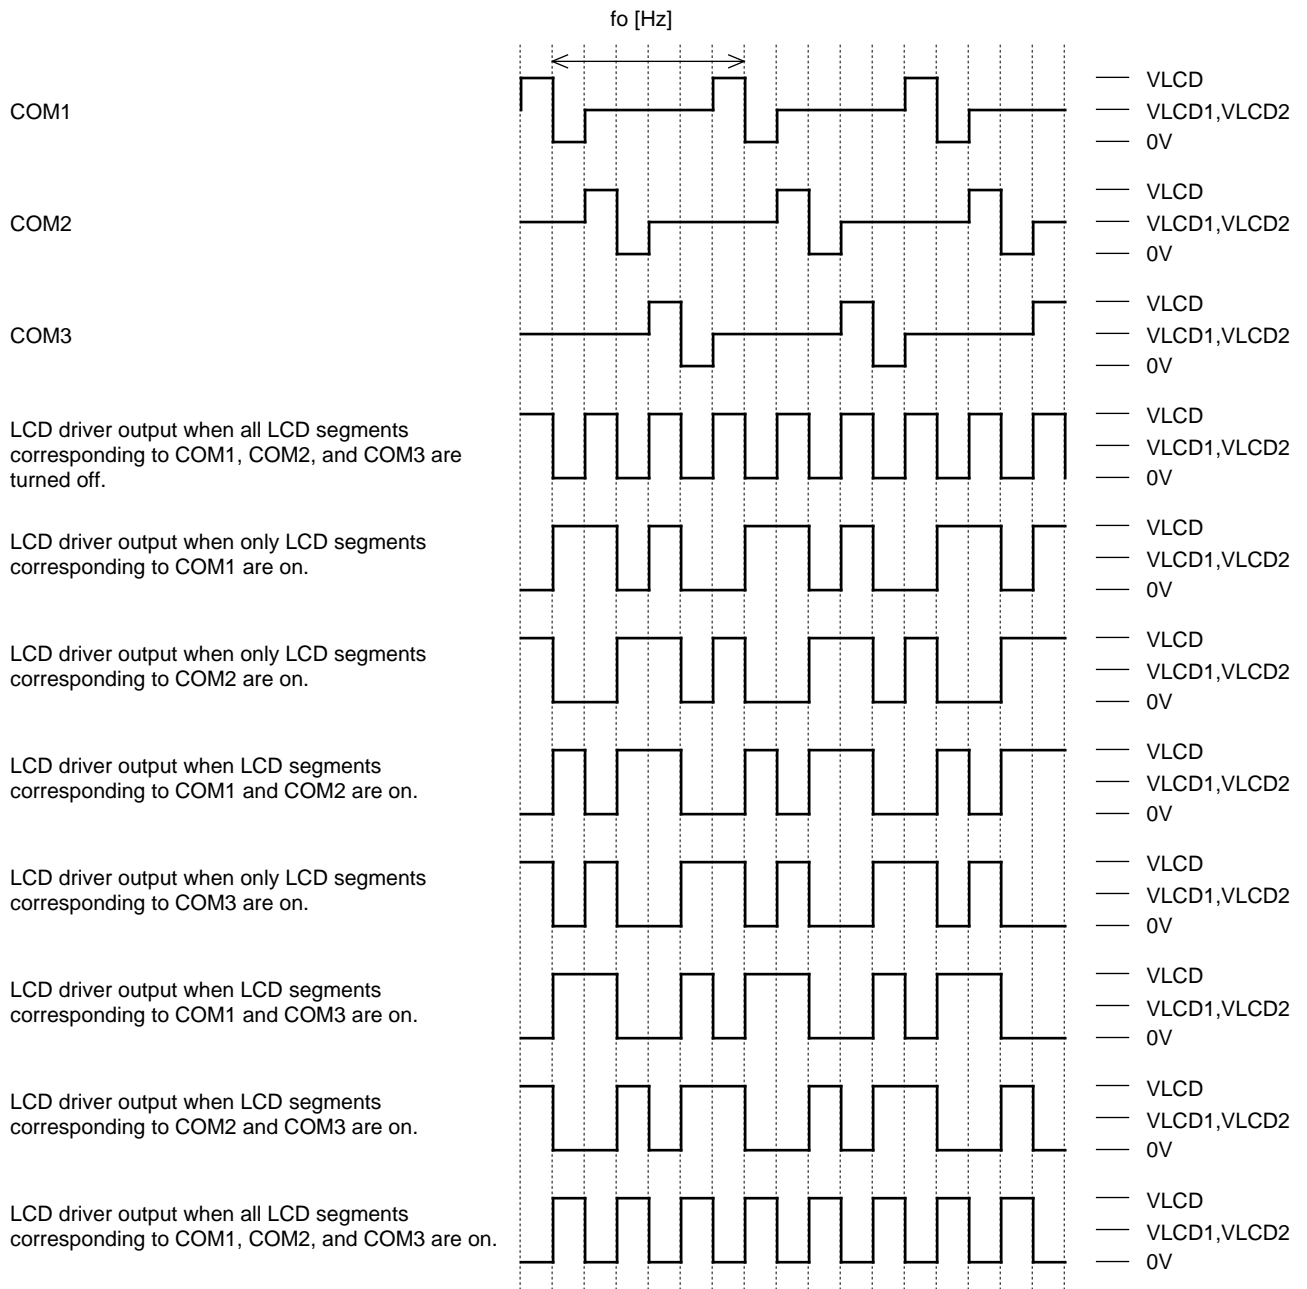 fo [Hz]
COM1
VLCD
VLCD1,VLCD2
0V
COM2
VLCD
VLCD1,VLCD2
0V
COM3
VLCD
VLCD1,VLCD2
0V
LCD driver output when all LCD segments
corresponding to COM1, COM2, and COM3 are
turned off.
VLCD
VLCD1,VLCD2
0V
LCD driver output when only LCD segments
corresponding to COM1 are on.
VLCD
VLCD1,VLCD2
0V
LCD driver output when only LCD segments
corresponding to COM2 are on.
VLCD
VLCD1,VLCD2
0V
LCD driver output when LCD segments
corresponding to COM1 and COM2 are on.
VLCD
VLCD1,VLCD2
0V
LCD driver output when only LCD segments
corresponding to COM3 are on.
VLCD
VLCD1,VLCD2
0V
LCD driver output when LCD segments
corresponding to COM1 and COM3 are on.
VLCD
VLCD1,VLCD2
0V
LCD driver output when LCD segments
corresponding to COM2 and COM3 are on.
VLCD
VLCD1,VLCD2
0V
LCD driver output when all LCD segments
corresponding to COM1, COM2, and COM3 are on.
VLCD
VLCD1,VLCD2
0V